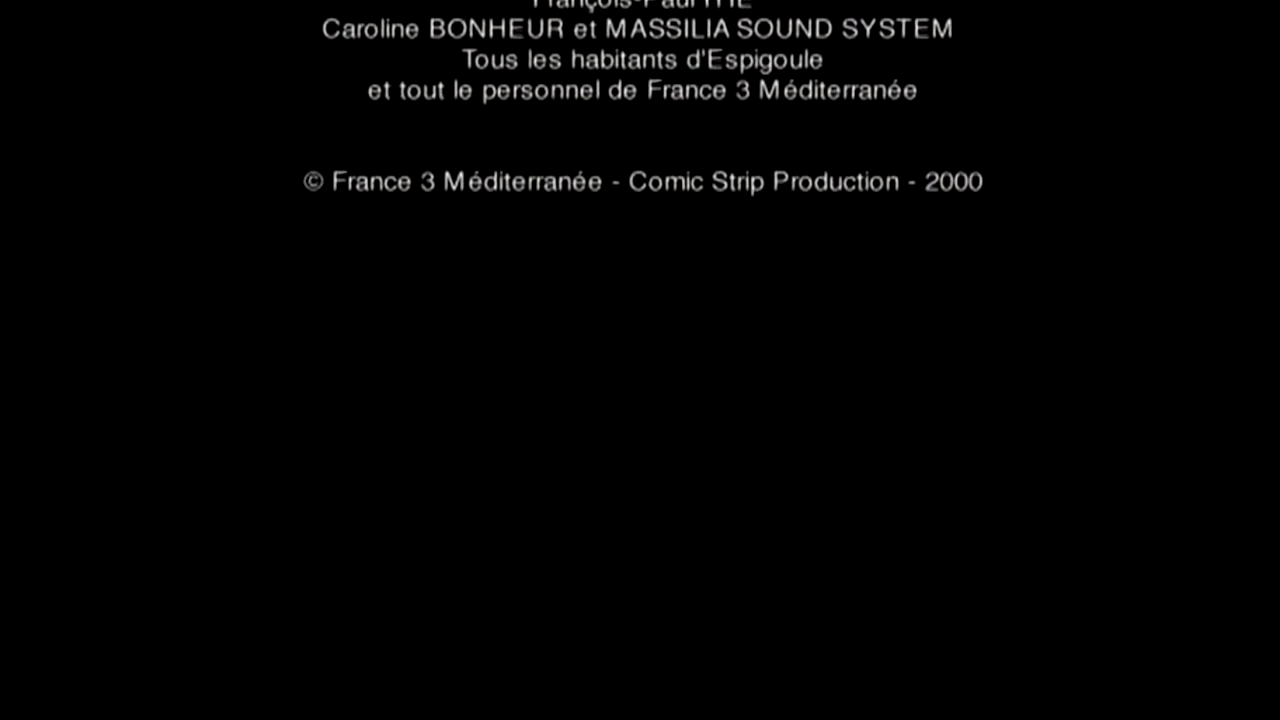 Caroline BONHEUR et MASSILIA SOUND SYSTEM
Tous les habitants d'Espigoule
et tout le personnel de France 3 Méditerranée
© France 3 Méditerranée - Comic Strip Production - 2000